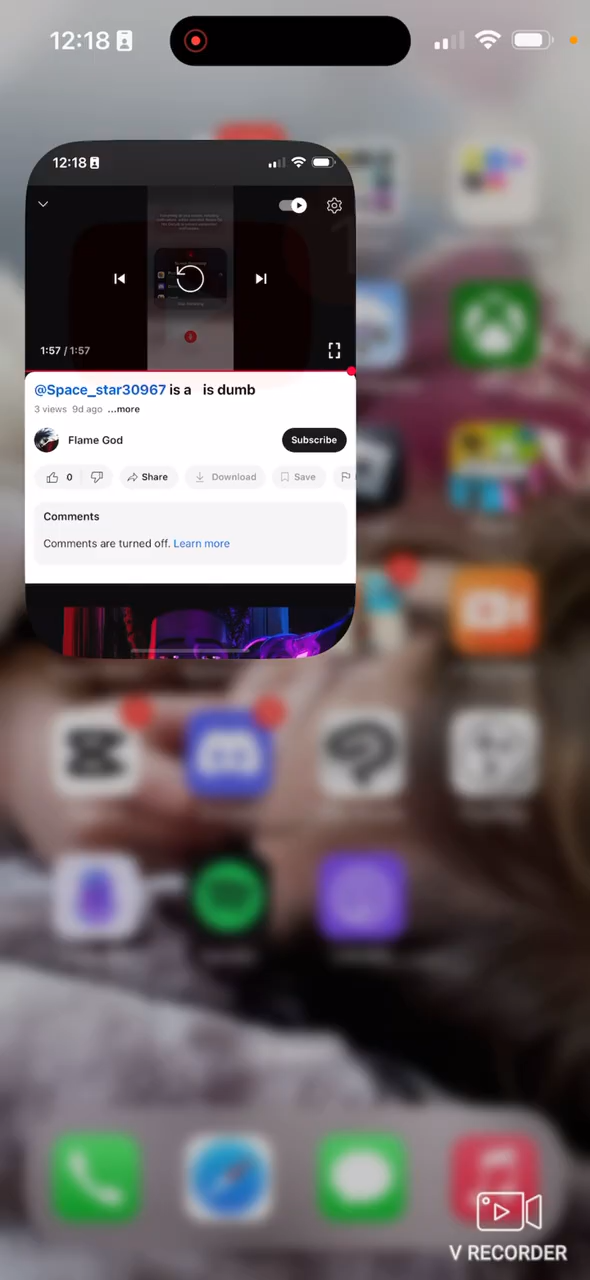 12:18
12:18
1:57 / 1:57
@Space_star30967 is a is dumb
3 views 9d ago ...more
Flame God
Subscribe
0
Share
Download
Save
Comments
Comments are turned off. Learn more
V RECORDER